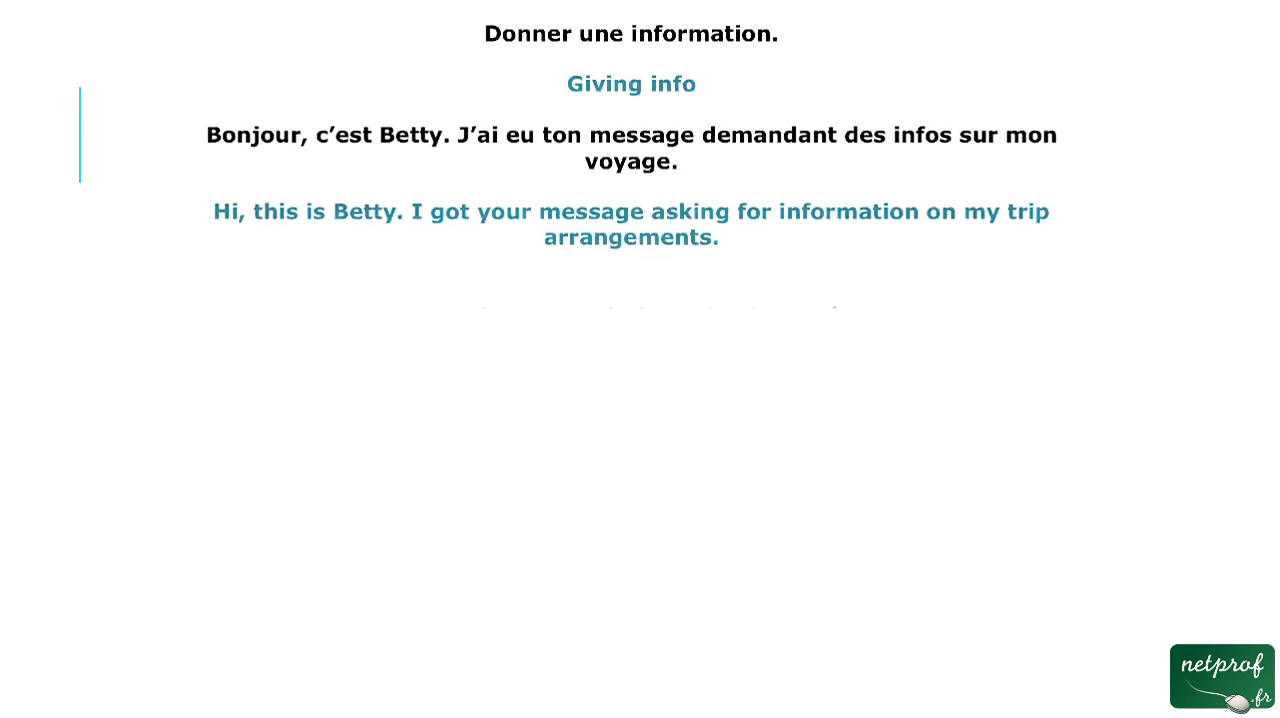 Donner une information.
Giving info
Bonjour, c’est Betty. J’ai eu ton message demandant des infos sur mon
voyage.
Hi, this is Betty. I got your message asking for information on my trip
arrangements.
netprof
.fr